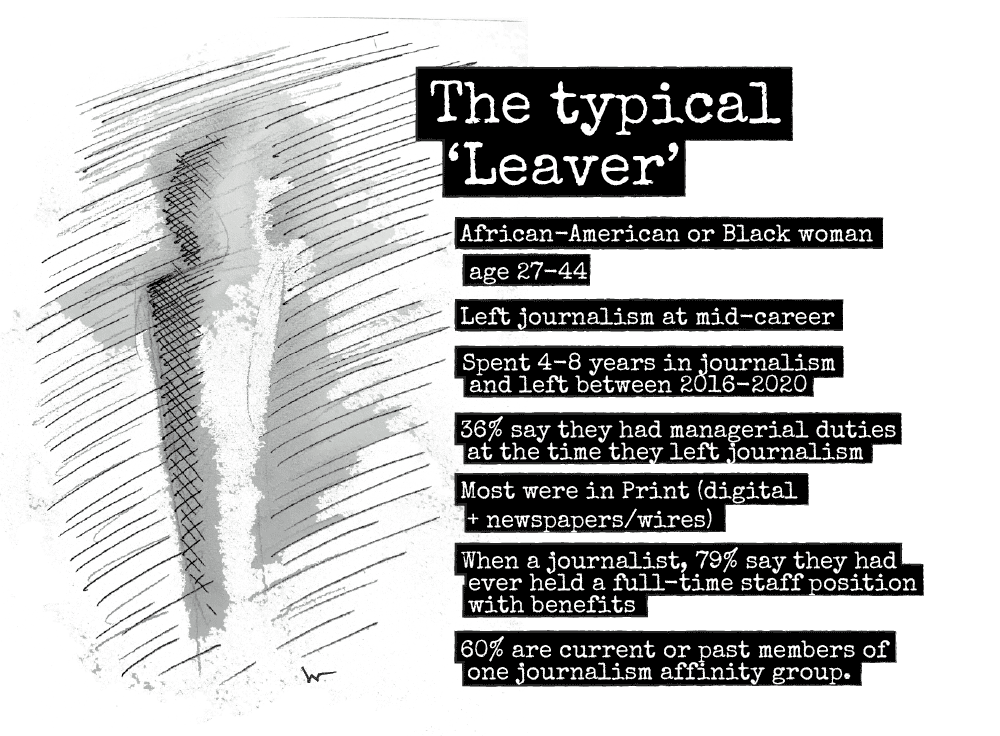 The typical
‘Leaver’
African-American or Black woman
age 27-44
Left journalism at mid-career
Spent 4-8 years in journalism
and left between 2016-2020
36% say they had managerial duties
at the time they left journalism
Most were in Print (digital
+ newspapers/wires)
When a journalist, 79% say they had
ever held a full-time staff position
with benefits
60% are current or past members of
one journalism affinity group.